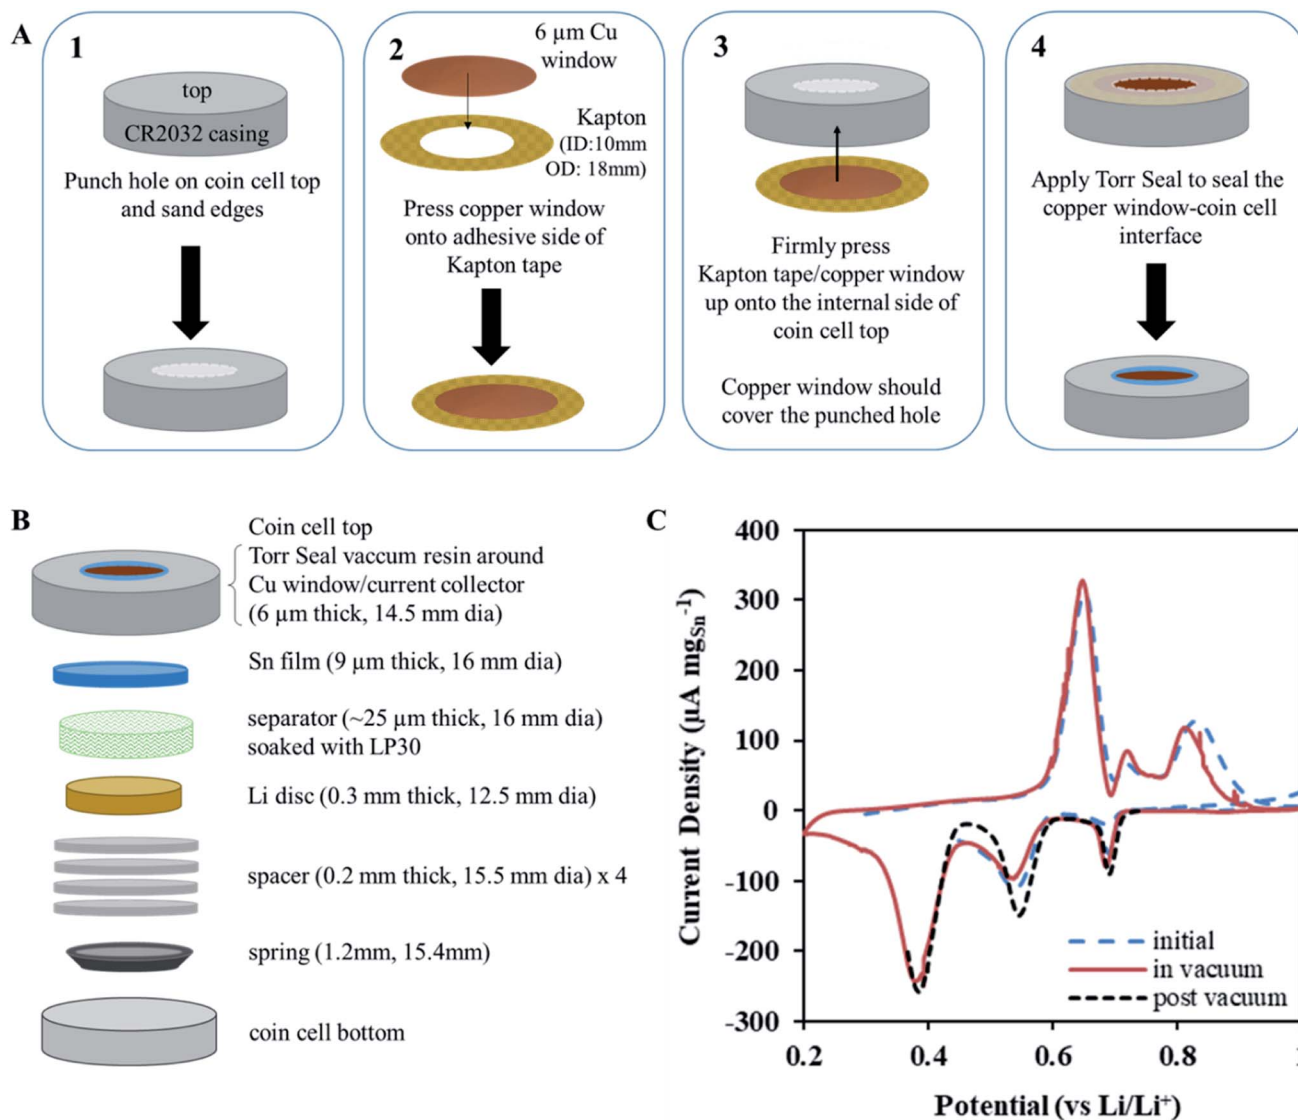 A
1
top
CR2032 casing
Punch hole on coin cell top
and sand edges
2
6 µm Cu
window
Kapton
(ID:10mm
OD: 18mm)
Press copper window
onto adhesive side of
Kapton tape
3
Firmly press
Kapton tape/copper window
up onto the internal side of
coin cell top
Copper window should
cover the punched hole
4
Apply Torr Seal to seal the
copper window-coin cell
interface
B
Coin cell top
Torr Seal vaccum resin around
Cu window/current collector
(6 µm thick, 14.5 mm dia)
Sn film (9 µm thick, 16 mm dia)
separator (~25 µm thick, 16 mm dia)
soaked with LP30
Li disc (0.3 mm thick, 12.5 mm dia)
spacer (0.2 mm thick, 15.5 mm dia) x 4
spring (1.2mm, 15.4mm)
coin cell bottom
C
Current Density (µA mgSn⁻¹)
400
300
200
100
0
-100
-200
-300
initial
in vacuum
post vacuum
0.2 0.4 0.6 0.8
Potential (vs Li/Li⁺)